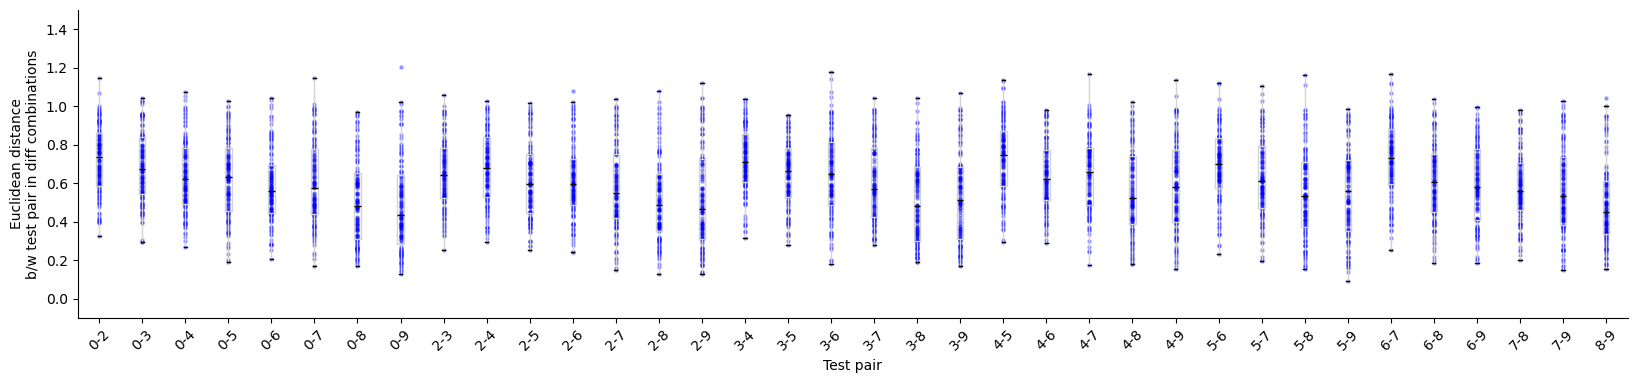 Euclidean distance
b/w test pair in diff combinations
1.4
1.2
1.0
0.8
0.6
0.4
0.2
0.0
0-2 0-3 0-4 0-5 0-6 0-7 0-8 0-9 2-3 2-4 2-5 2-6 2-7 2-8 2-9 3-4 3-5 3-6 3-7 3-8 3-9 4-5 4-6 4-7 4-8 4-9 5-6 5-7 5-8 5-9 6-7 6-8 6-9 7-8 7-9 8-9
Test pair